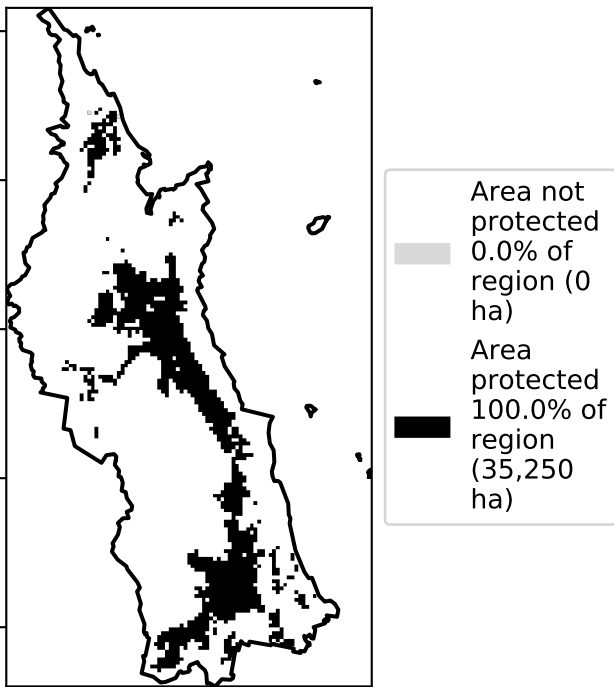 Area not
protected
0.0% of
region (0
ha)
Area
protected
100.0% of
region
(35,250
ha)